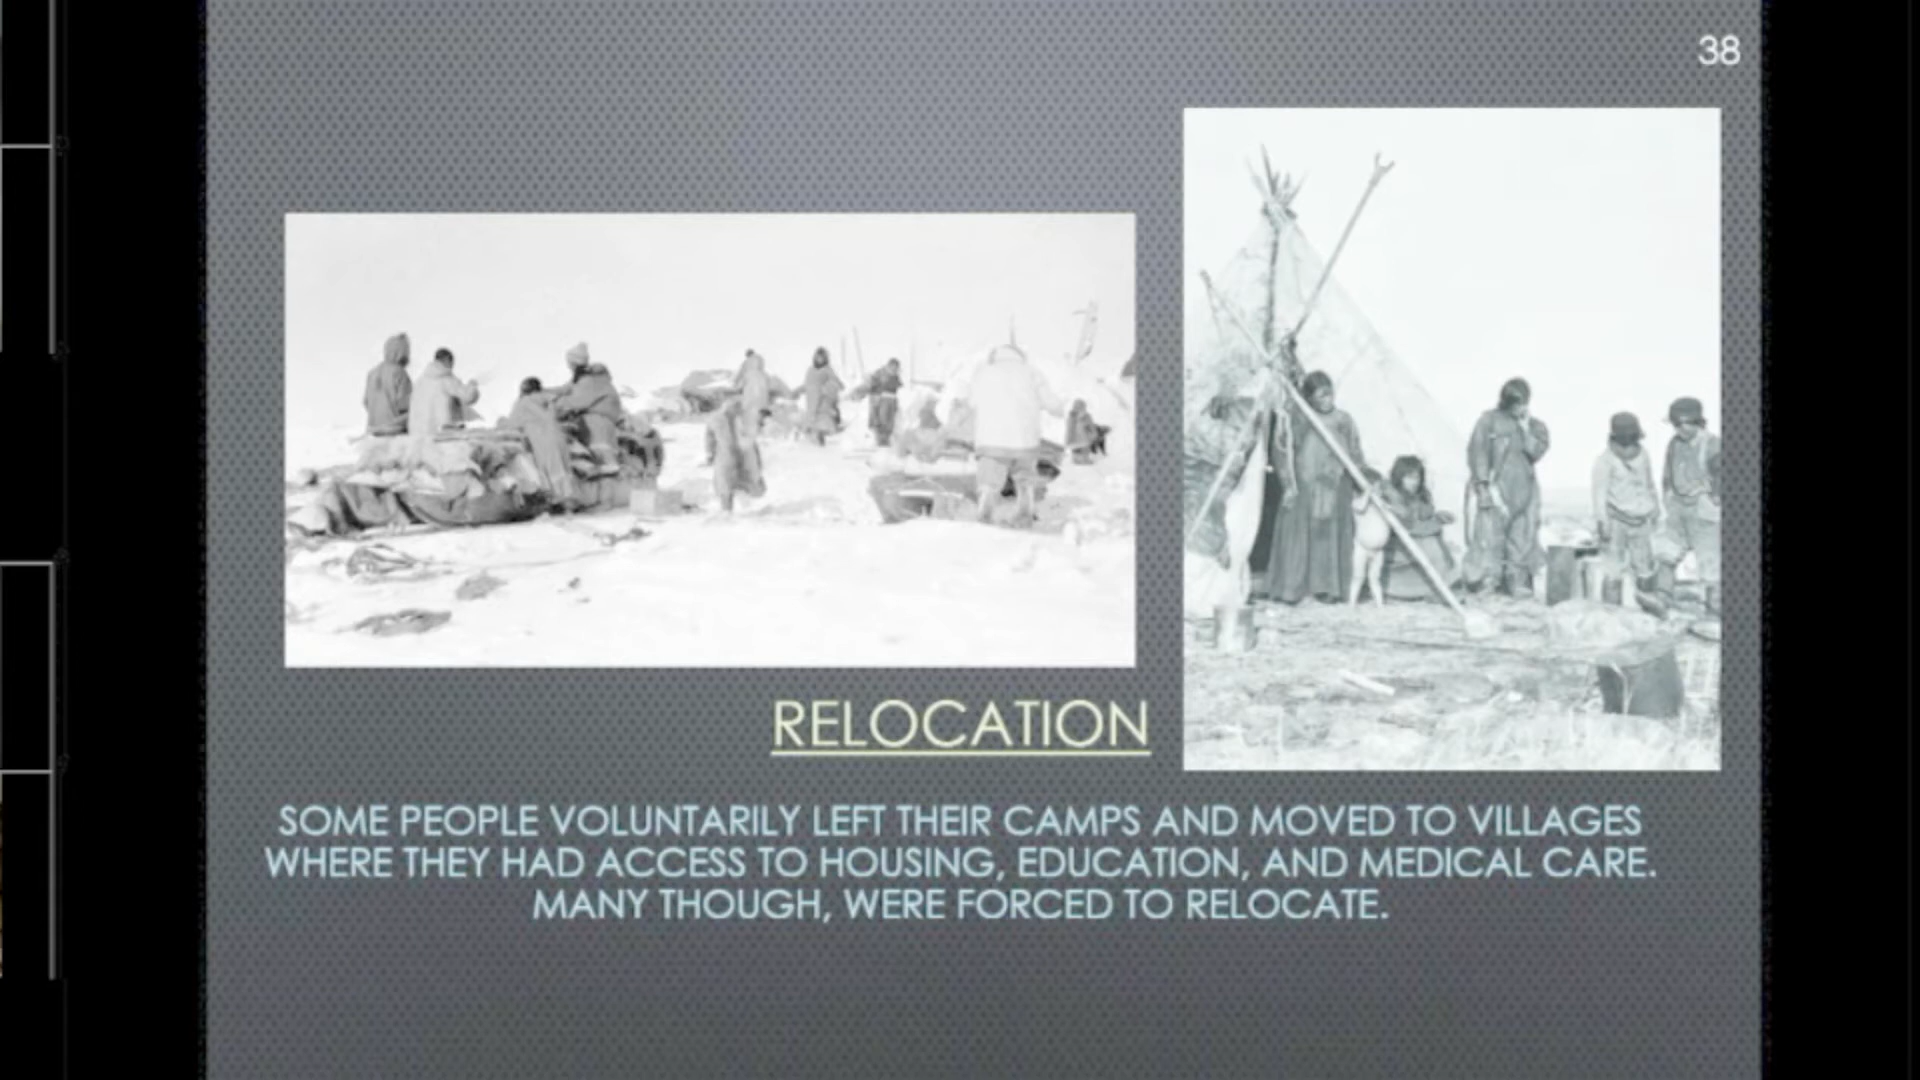 38
RELOCATION
SOME PEOPLE VOLUNTARILY LEFT THEIR CAMPS AND MOVED TO VILLAGES
WHERE THEY HAD ACCESS TO HOUSING, EDUCATION, AND MEDICAL CARE.
MANY THOUGH, WERE FORCED TO RELOCATE.